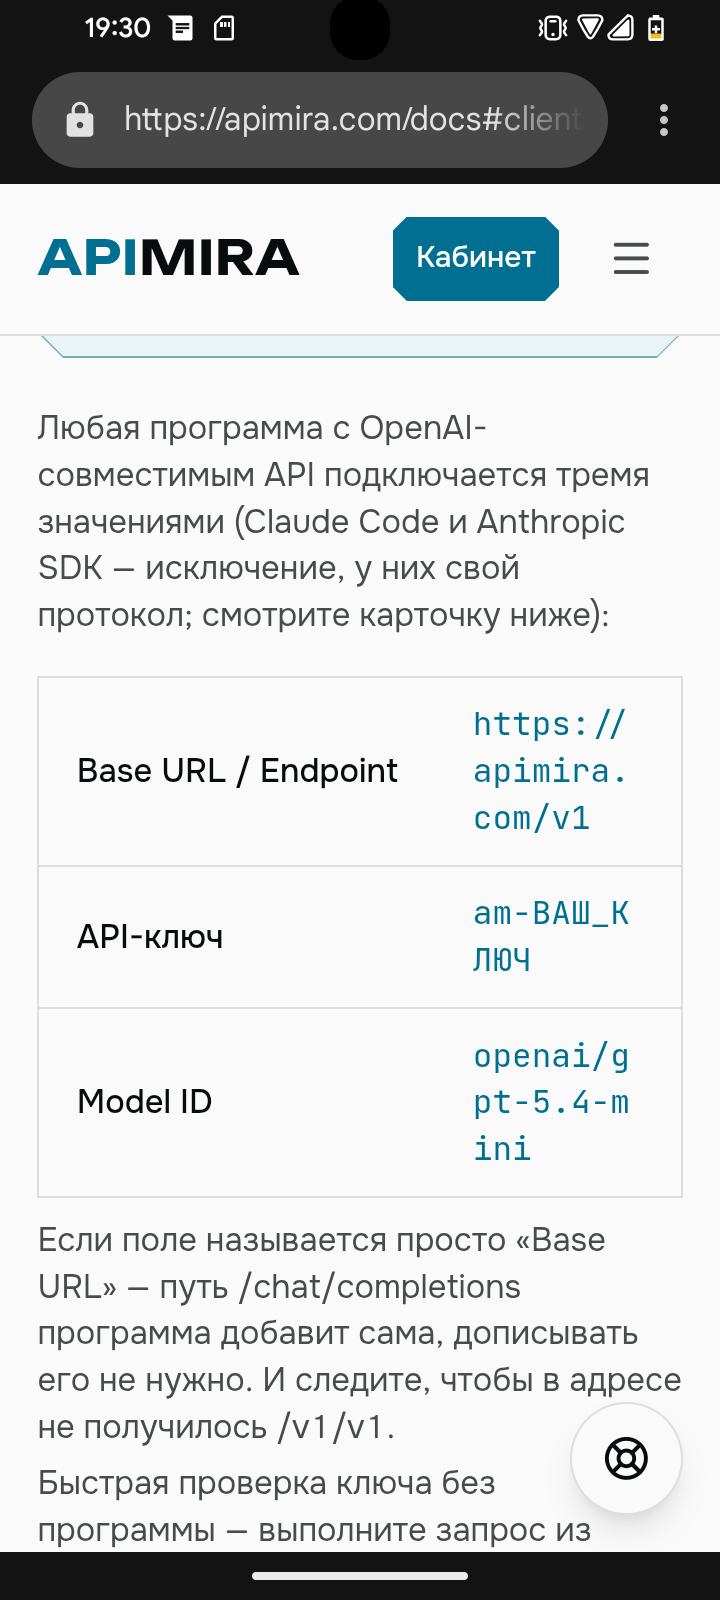 19:30
https://apimira.com/docs#client
APIMIRA
Кабинет
Любая программа с OpenAI-
совместимым API подключается тремя
значениями (Claude Code и Anthropic
SDK — исключение, у них свой
протокол; смотрите карточку ниже):
Base URL / Endpoint
https://
apimira.
com/v1
API-ключ
am-ВАШ_К
ЛЮЧ
Model ID
openai/g
pt-5.4-m
ini
Если поле называется просто «Base
URL» — путь /chat/completions
программа добавит сама, дописывать
его не нужно. И следите, чтобы в адресе
не получилось /v1/v1.
Быстрая проверка ключа без
программы — выполните запрос из